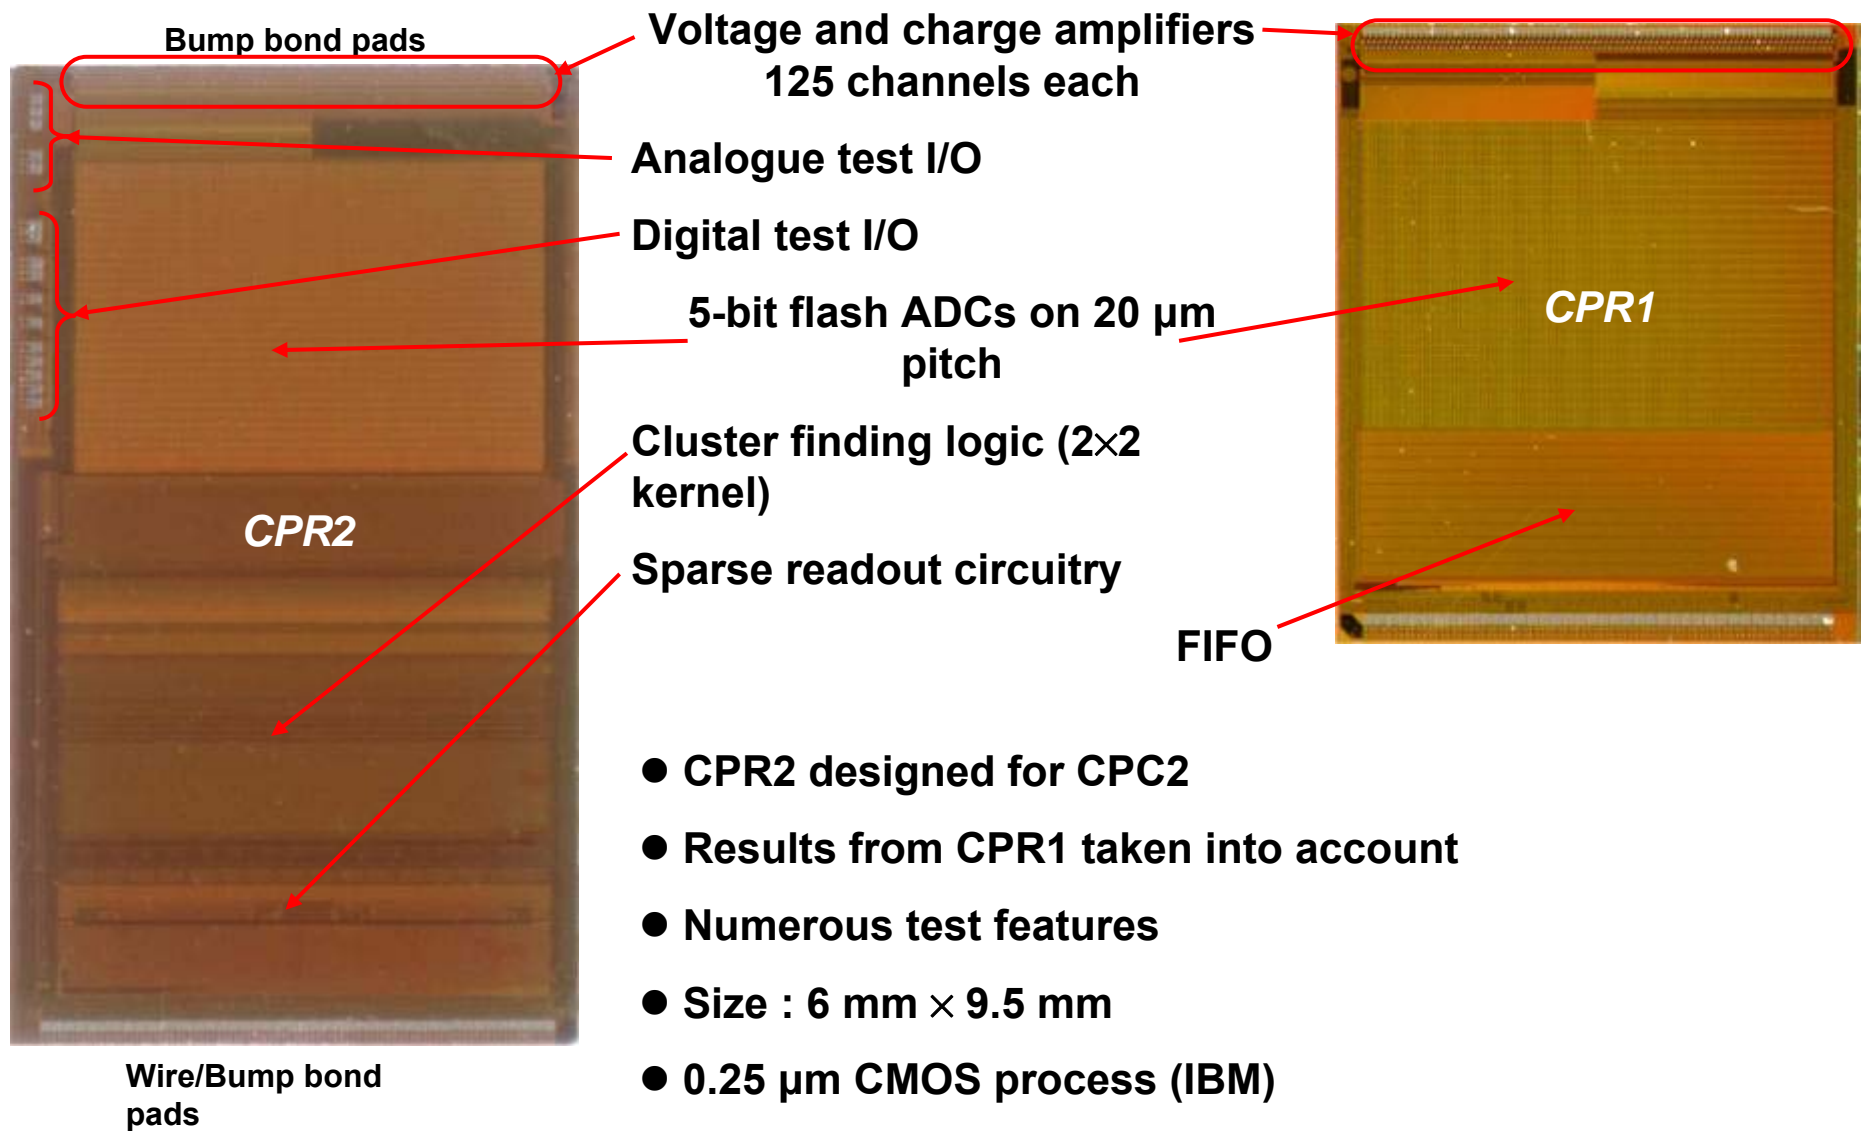 Bump bond pads
Voltage and charge amplifiers
125 channels each
Analogue test I/O
Digital test I/O
5-bit flash ADCs on 20 µm
pitch
CPR1
Cluster finding logic (2×2
kernel)
CPR2
Sparse readout circuitry
FIFO
● CPR2 designed for CPC2
● Results from CPR1 taken into account
● Numerous test features
● Size : 6 mm × 9.5 mm
● 0.25 µm CMOS process (IBM)
Wire/Bump bond
pads